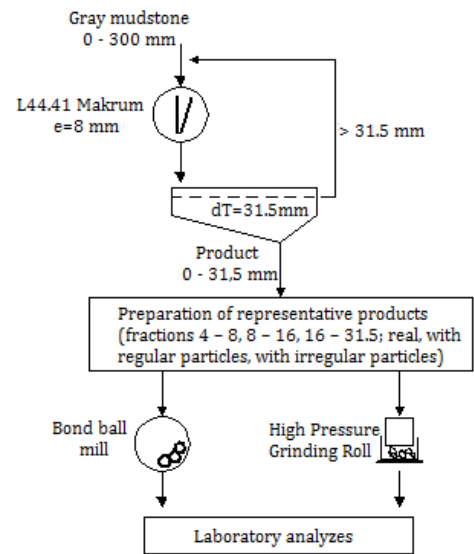 Gray mudstone
0 - 300 mm
L44.41 Makrum
e=8 mm
> 31.5 mm
dT=31.5mm
Product
0 - 31,5 mm
Preparation of representative products
(fractions 4 – 8, 8 – 16, 16 – 31.5; real, with
regular particles, with irregular particles)
Bond ball
mill
High Pressure
Grinding Roll
Laboratory analyzes